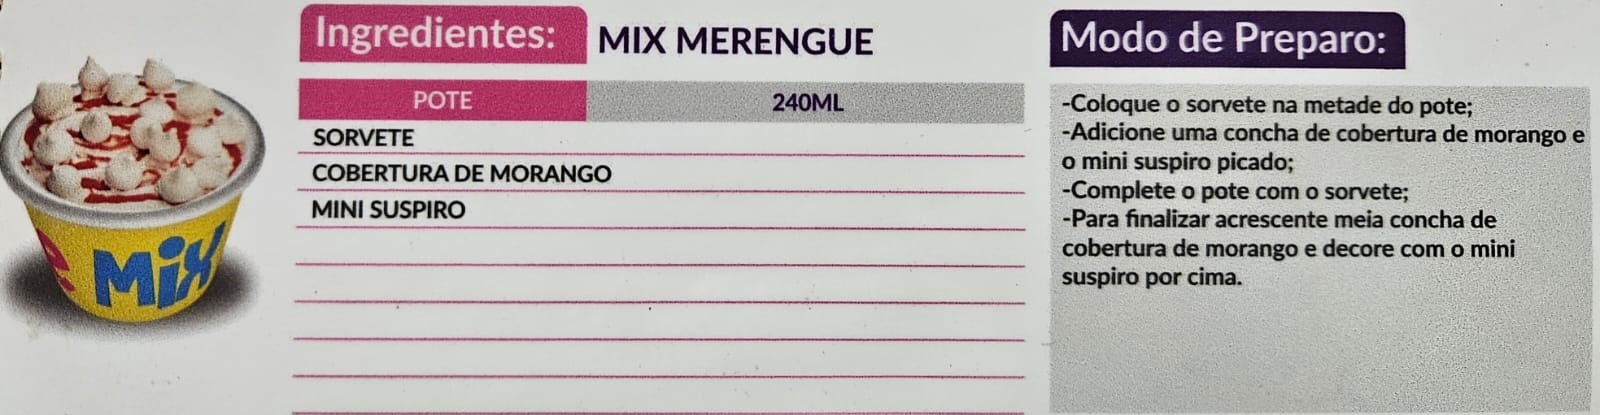 Ingredientes:
MIX MERENGUE
POTE
240ML
SORVETE
COBERTURA DE MORANGO
MINI SUSPIRO
Modo de Preparo:
-Coloque o sorvete na metade do pote;
-Adicione uma concha de cobertura de morango e
o mini suspiro picado;
-Complete o pote com o sorvete;
-Para finalizar acrescente meia concha de
cobertura de morango e decore com o mini
suspiro por cima.
Mix